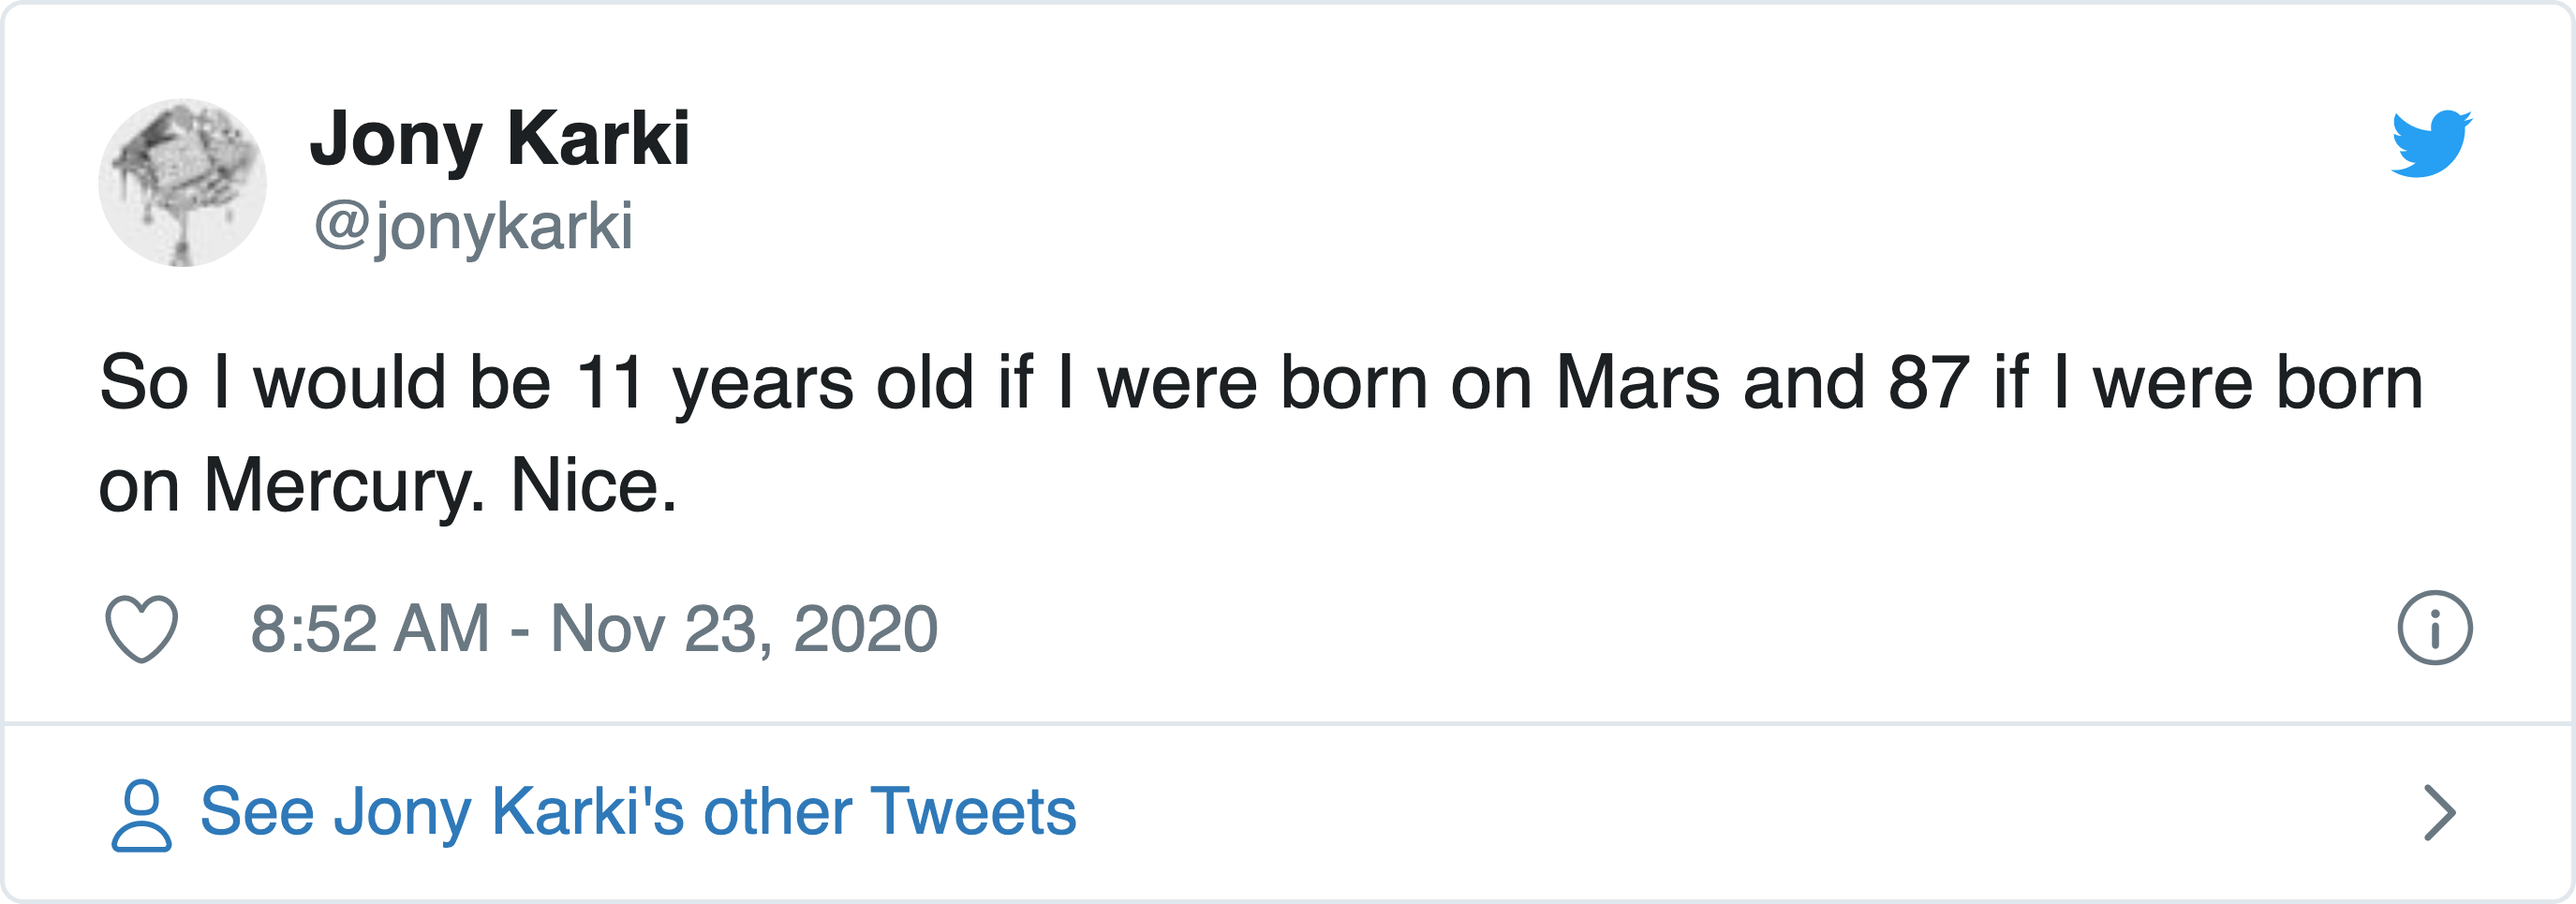 Jony Karki
@jonykarki
So I would be 11 years old if I were born on Mars and 87 if I were born
on Mercury. Nice.
8:52 AM - Nov 23, 2020
See Jony Karki's other Tweets